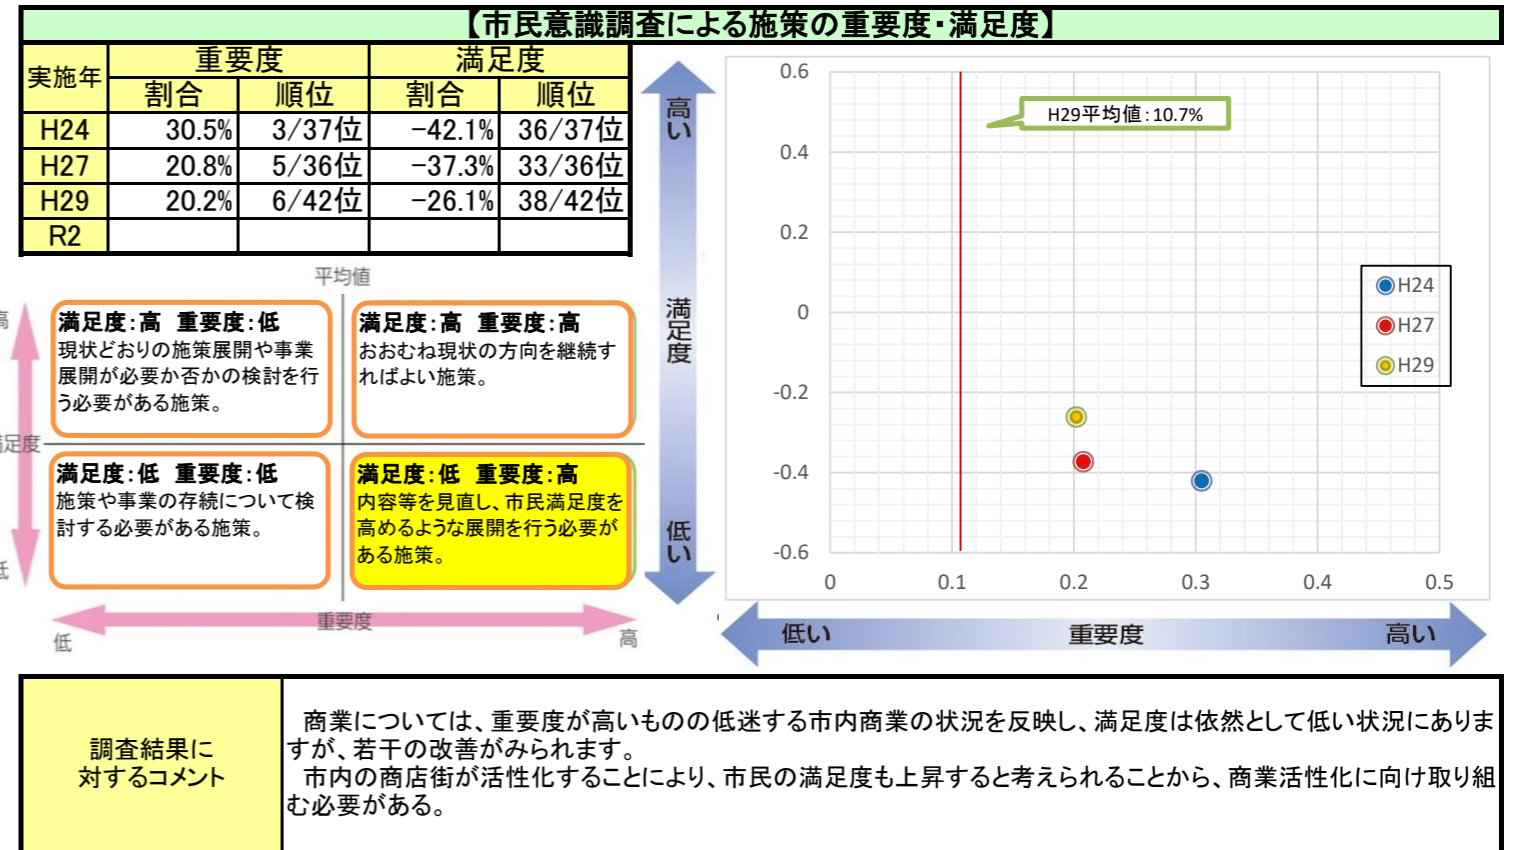 【市民意識調査による施策の重要度・満足度】
実施年 重要度 満足度
割合 順位 割合 順位
H24 30.5% 3/37位 -42.1% 36/37位
H27 20.8% 5/36位 -37.3% 33/36位
H29 20.2% 6/42位 -26.1% 38/42位
R2
平均値
満足度:高 重要度:低
現状どおりの施策展開や事業
展開が必要か否かの検討を行
う必要がある施策。
満足度:高 重要度:高
おおむね現状の方向を継続す
ればよい施策。
満足度:低 重要度:低
施策や事業の存続について検
討する必要がある施策。
満足度:低 重要度:高
内容等を見直し、市民満足度を
高めるような展開を行う必要が
ある施策。
足度
低
重要度
高
高い
満足度
低い
0.6
0.4
0.2
0
-0.2
-0.4
-0.6
H29平均値:10.7%
H24
H27
H29
0 0.1 0.2 0.3 0.4 0.5
低い 重要度 高い
調査結果に
対するコメント
商業については、重要度が高いものの低迷する市内商業の状況を反映し、満足度は依然として低い状況にありま
すが、若干の改善がみられます。
市内の商店街が活性化することにより、市民の満足度も上昇すると考えられることから、商業活性化に向け取り組
む必要がある。